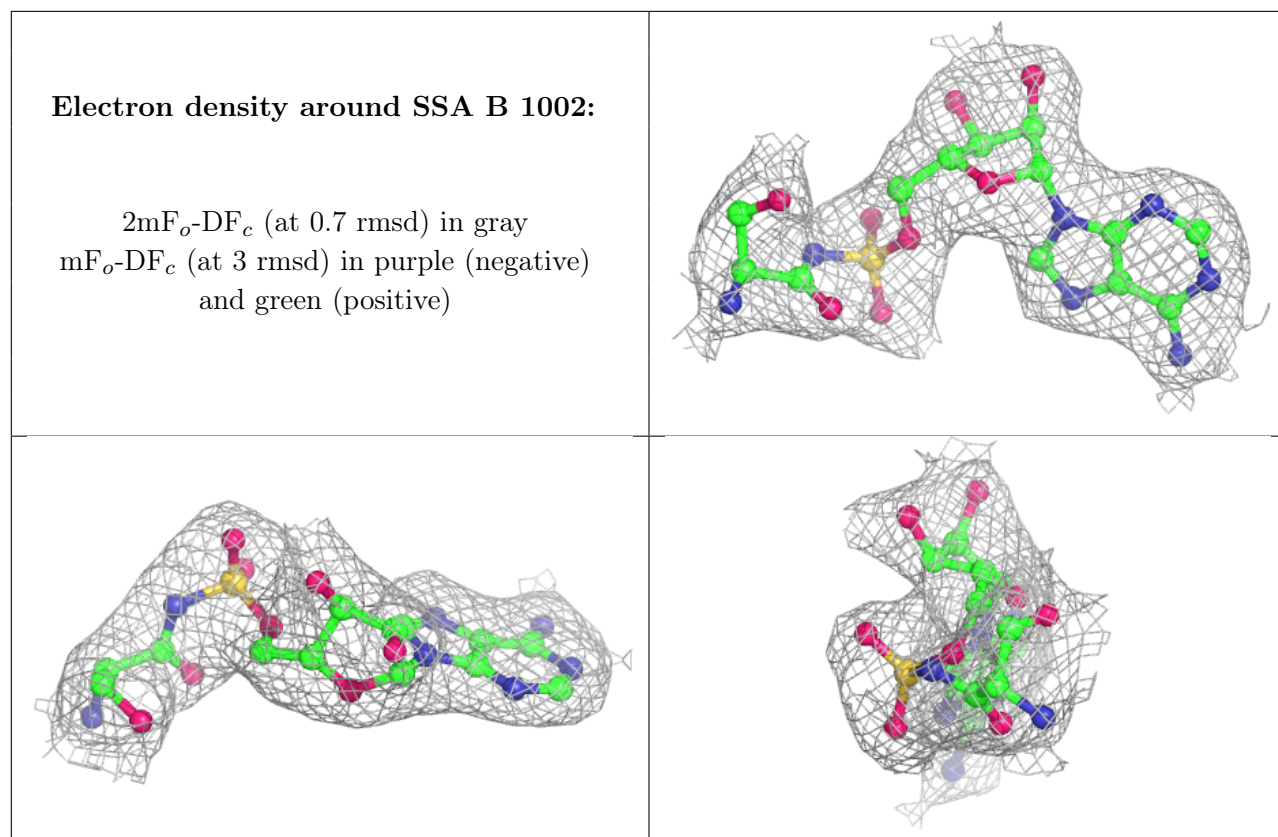 Electron density around SSA B 1002:
2mFo-DFc (at 0.7 rmsd) in gray
mFo-DFc (at 3 rmsd) in purple (negative)
and green (positive)